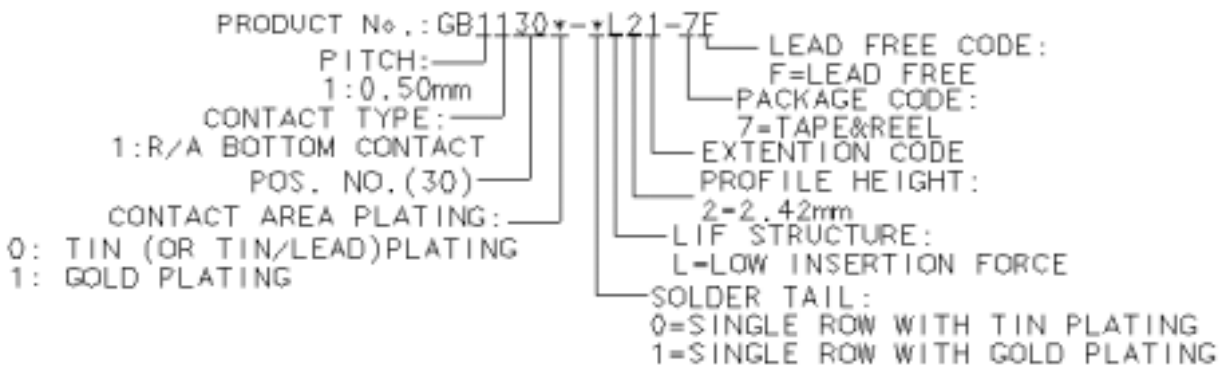 PRODUCT No.:GB1130*-*L21-7F
PITCH:
1:0.50mm
CONTACT TYPE:
1:R/A BOTTOM CONTACT
POS. NO.(30)
CONTACT AREA PLATING:
0: TIN (OR TIN/LEAD)PLATING
1: GOLD PLATING
LEAD FREE CODE:
F=LEAD FREE
PACKAGE CODE:
7=TAPE&REEL
EXTENTION CODE
PROFILE HEIGHT:
2=2.42mm
LIF STRUCTURE:
L=LOW INSERTION FORCE
SOLDER TAIL:
0=SINGLE ROW WITH TIN PLATING
1=SINGLE ROW WITH GOLD PLATING